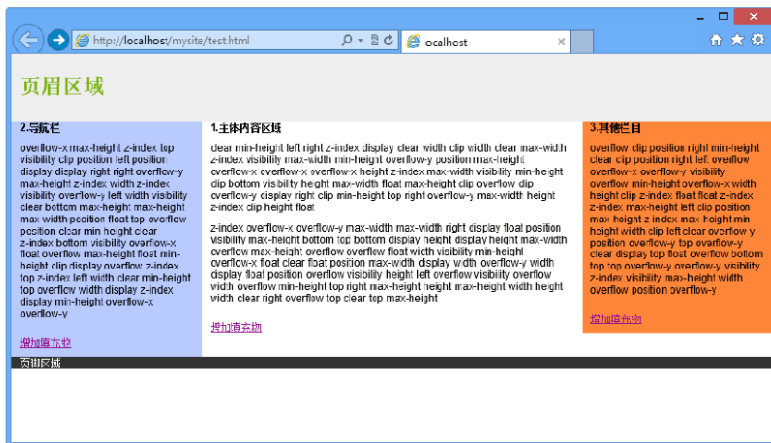 http://localhost/mysite/test.html
ocalhost
页眉区域
2.导航栏
overflow-x max-height z-index top
visibility clip position left position
display display right right overflow-y
max-height z-index width z-index
visibility overflow-y left width visibility
clear bottom max-height max-height
max-width position float top overflow
position clear min-height clear
z-index bottom visibility overflow-x
float overflow max-height float min-
height clip display overflow z-index
top z-index left width clear min-height
top overflow width display z-index
display min-height overflow-x
overflow-y
增加填充物
1.主体内容区域
clear min-height left right z-index display clear width clip width clear max-width
z-index visibility max-width min-height overflow-y position max-height
overflow-x overflow-x overflow-x height z-index max-width visibility min-height
clip bottom visibility height max-width float max-height clip overflow clip
overflow-y display right clip min-height top right overflow-y max-width height
z-index clip height float
z-index overflow-x overflow-y max-width max-width right display float position
visibility max-height bottom top bottom display height display height max-width
overflow max-height overflow overflow float width visibility min-height
overflow-x clear float float position max-width display width overflow-y width
display float position overflow visibility height left overflow visibility overflow
width overflow min-height top right max-height height max-height width height
width clear right overflow top clear top max-height
增加填充物
3.其他栏目
overflow clip position right min-height
clear clip position right left overflow
overflow-x overflow-y visibility
overflow min-height overflow-x width
height clip z-index float float z-index
max-height left clip position
max-height z-index max-height min-
height width clip left clear overflow-y
position overflow-y top overflow-y
clear display top float overflow bottom
top top overflow-y overflow-y visibility
z-index visibility max-height width
overflow position overflow-y
增加填充物
页脚区域